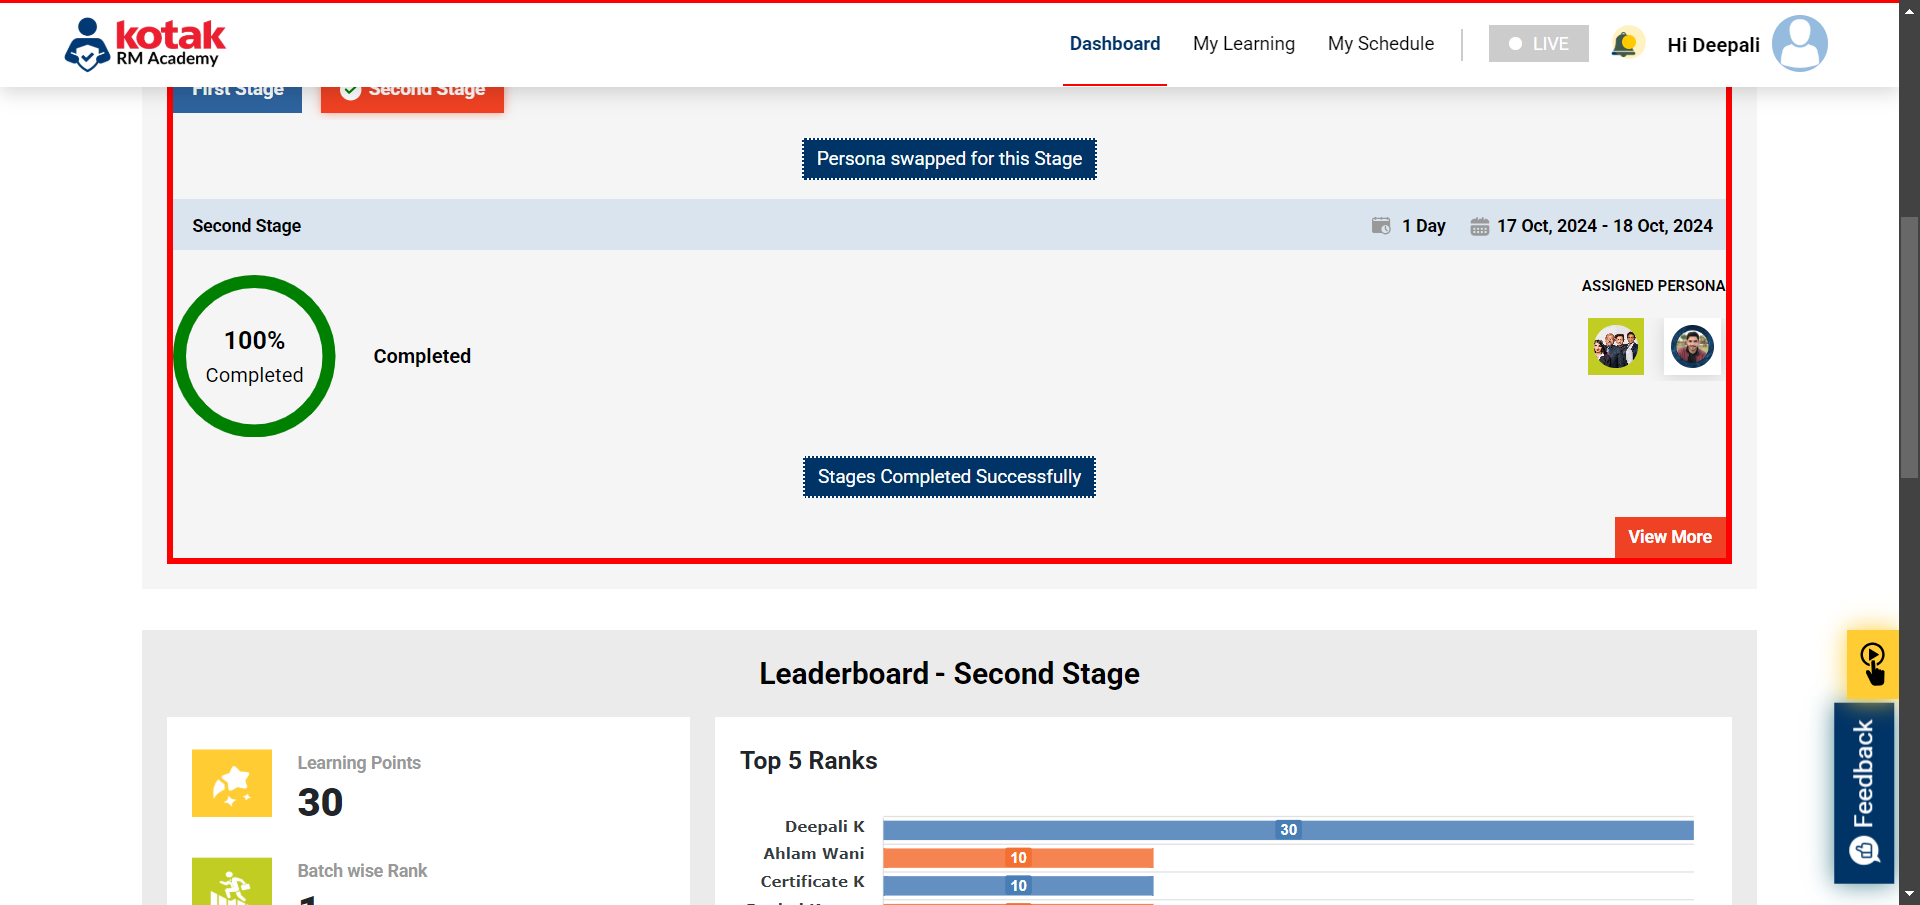 kotak
RM Academy
Dashboard
My Learning
My Schedule
LIVE
Hi Deepali
First Stage
Second Stage
Persona swapped for this Stage
Second Stage
1 Day
17 Oct, 2024 - 18 Oct, 2024
100%
Completed
Completed
ASSIGNED PERSONA
Stages Completed Successfully
View More
Leaderboard - Second Stage
Learning Points
30
Batch wise Rank
Top 5 Ranks
Deepali K
30
Ahlam Wani
10
Certificate K
10
Feedback